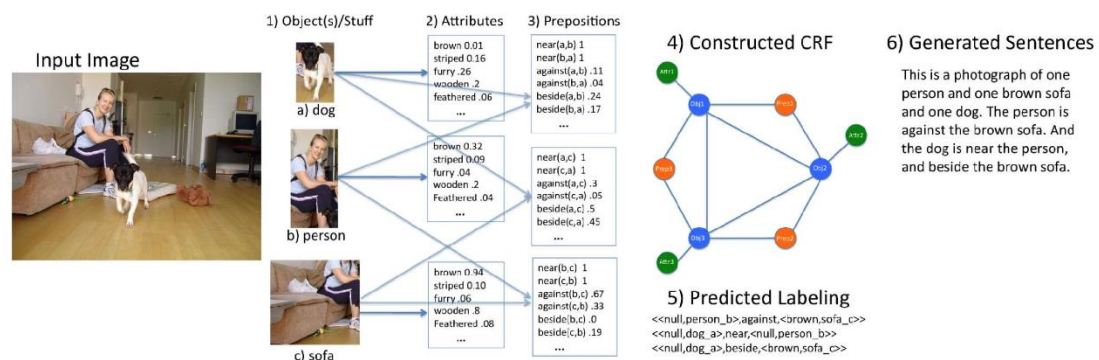 Input Image
1) Object(s)/Stuff
a) dog
b) person
c) sofa
2) Attributes
brown 0.01
striped 0.16
furry .26
wooden .2
feathered .06
...
brown 0.32
striped 0.09
furry .04
wooden .2
Feathered .04
...
brown 0.94
striped 0.10
furry .06
wooden .8
Feathered .08
...
3) Prepositions
near(a,b) 1
near(b,a) 1
against(a,b) .11
against(b,a) .04
beside(a,b) .24
beside(b,a) .17
...
near(a,c) 1
near(c,a) 1
against(a,c) .3
against(c,a) .05
beside(a,c) .5
beside(c,a) .45
...
near(b,c) 1
near(c,b) 1
against(b,c) .67
against(c,b) .33
beside(b,c) .0
beside(c,b) .19
...
4) Constructed CRF
Attr1
Obj1
Prep1
Attr2
Obj2
Prep3
Obj3
Prep2
Attr3
5) Predicted Labeling
<<null,person_b>,against,<brown,sofa_c>>
<<null,dog_a>,near,<null,person_b>>
<<null,dog_a>,beside,<brown,sofa_c>>
6) Generated Sentences
This is a photograph of one
person and one brown sofa
and one dog. The person is
against the brown sofa. And
the dog is near the person,
and beside the brown sofa.